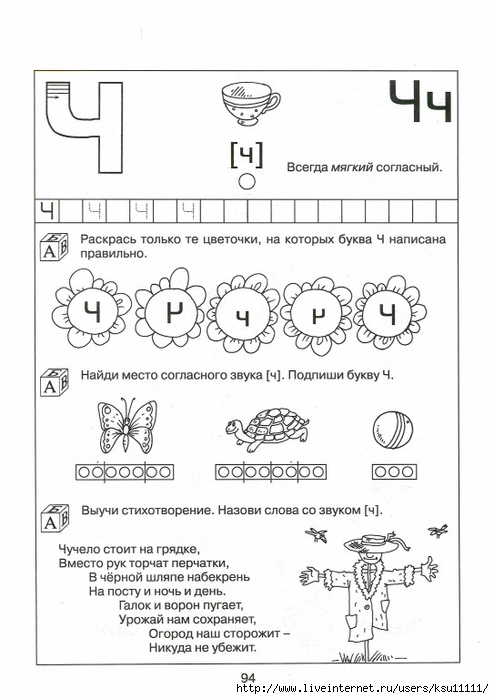 Ч
Чч
[ч]
Всегда мягкий согласный.
Ч Ч Ч Ч
Раскрась только те цветочки, на которых буква Ч написана
правильно.
Ч Ч ч ч Ч
Найди место согласного звука [ч]. Подпиши букву Ч.
Выучи стихотворение. Назови слова со звуком [ч].
Чучело стоит на грядке,
Вместо рук торчат перчатки,
В чёрной шляпе набекрень
На посту и ночь и день.
Галок и ворон пугает,
Урожай нам сохраняет,
Огород наш сторожит –
Никуда не убежит.
94
http://www.liveinternet.ru/users/ksu11111/